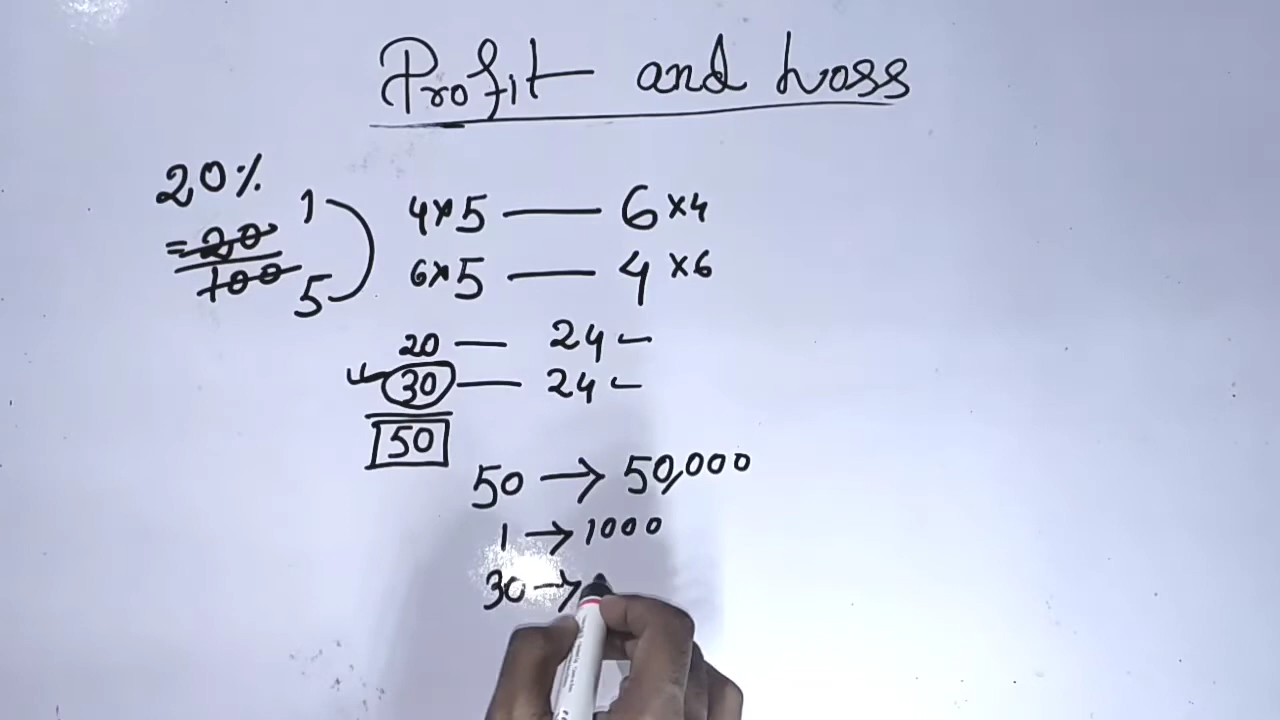 Profit and Loss
20%
= 20/100 1 5
4×5 — 6×4
6×5 — 4×6
20 — 24
30 — 24
50
50 → 50,000
1 → 1000
30 →